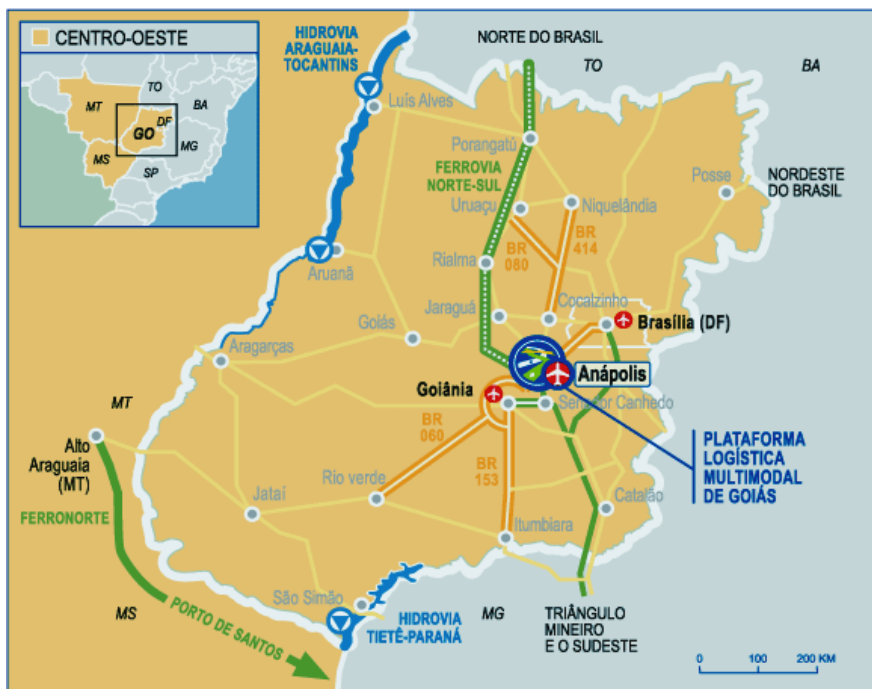 CENTRO-OESTE
MT
TO
BA
GO
DF
MG
MS
SP
HIDROVIA
ARAGUAIA-
TOCANTINS
NORTE DO BRASIL
TO
BA
Luís Alves
Porangatú
FERROVIA
NORTE-SUL
Posse
NORDESTE
DO BRASIL
Uruaçu
Niquelândia
BR
080
BR
414
Aruanã
Rialma
Jaraguá
Cocalzinho
Goiás
Brasília (DF)
Aragarças
Anápolis
Goiânia
Senador Canhedo
MT
BR
060
PLATAFORMA
LOGÍSTICA
MULTIMODAL
DE GOIÁS
Alto
Araguaia
(MT)
BR
153
Rio verde
Jataí
Catalão
FERRONORTE
Itumbiara
São Simão
MS
PORTO DE SANTOS
HIDROVIA
TIETÊ-PARANÁ
MG
TRIÂNGULO
MINEIRO
E O SUDESTE
0 100 200 KM